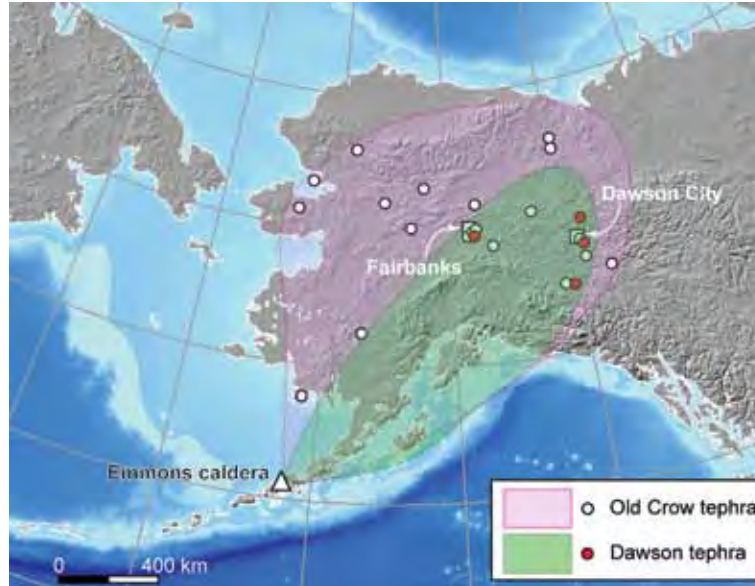 Dawson City
Fairbanks
Emmons caldera
0 400 km
Old Crow tephra
Dawson tephra